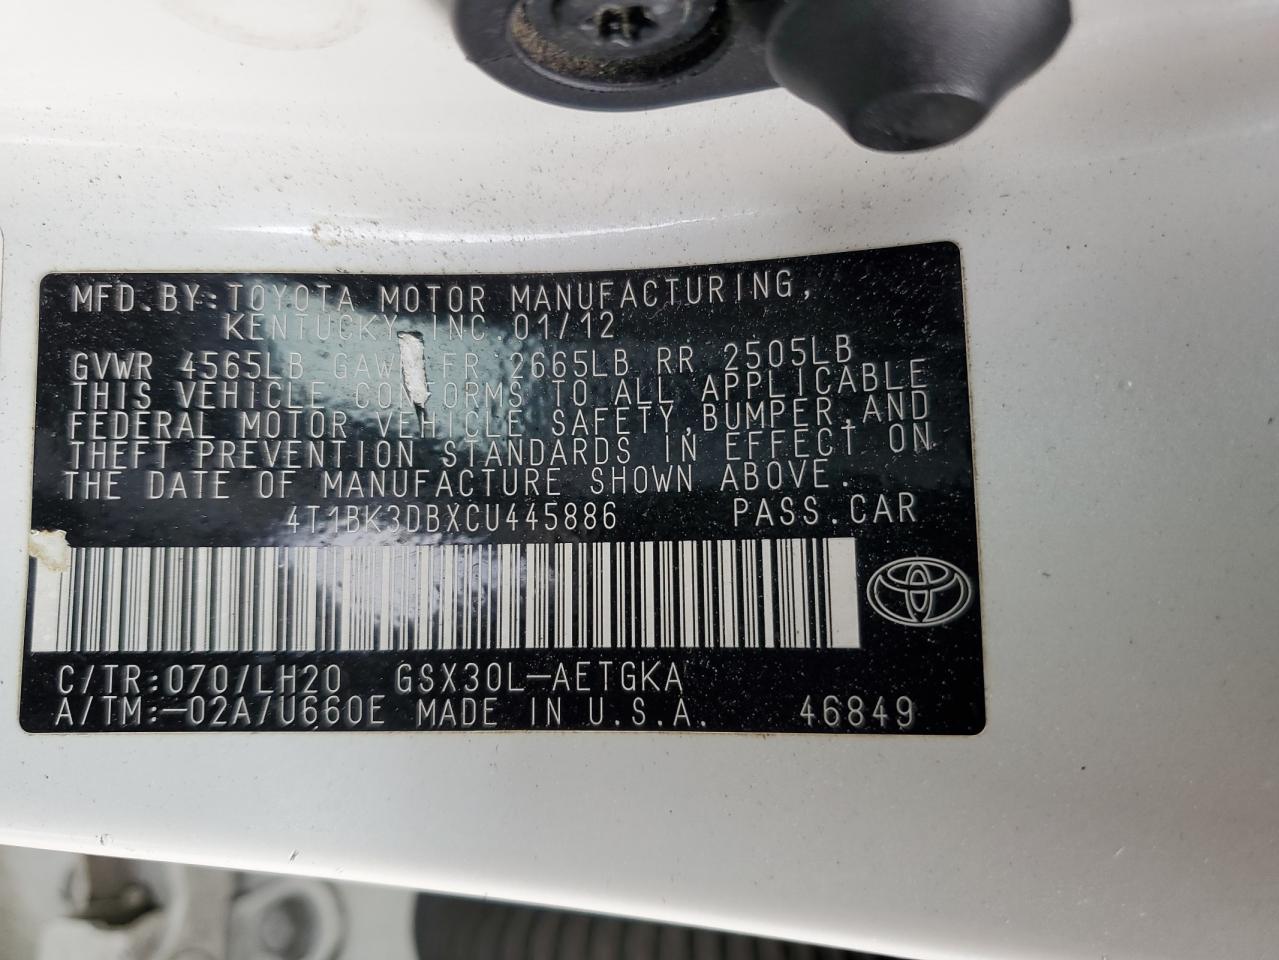 MFD.BY:TOYOTA MOTOR MANUFACTURING,
KENTUCKY, INC. 01/12
GVWR 4565LB GAWR FR 2665LB RR 2505LB
THIS VEHICLE CONFORMS TO ALL APPLICABLE
FEDERAL MOTOR VEHICLE SAFETY,BUMPER,AND
THEFT PREVENTION STANDARDS IN EFFECT ON
THE DATE OF MANUFACTURE SHOWN ABOVE.
4T1BK3DBXCU445886 PASS.CAR
C/TR:070/LH20 GSX30L-AETGKA
A/TM:-02A/U660E MADE IN U.S.A. 46849